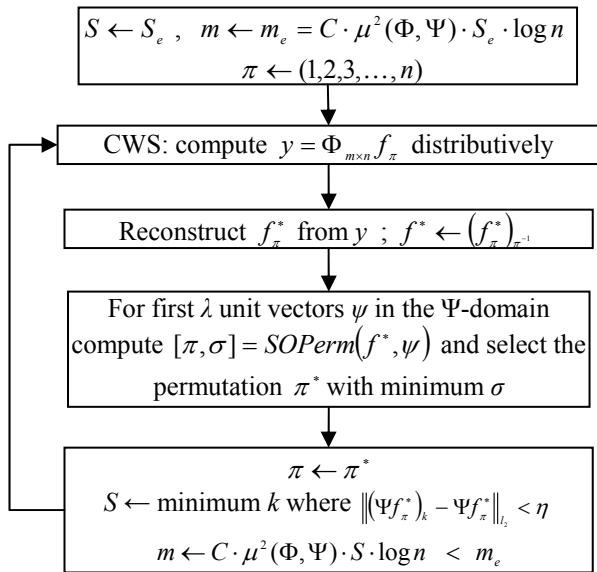 S ← S_e , m ← m_e = C · μ²(Φ, Ψ) · S_e · log n
π ← (1,2,3,…, n)
CWS: compute y = Φ_{m×n} f_π distributively
Reconstruct f_π^* from y ; f^* ← (f_π^*)_{π^{-1}}
For first λ unit vectors ψ in the Ψ-domain
compute [π,σ] = SOPerm(f^*,ψ) and select the
permutation π^* with minimum σ
π ← π^*
S ← minimum k where ‖(Ψf_π^*)_k − Ψf_π^*‖_{l_2} < η
m ← C · μ²(Φ, Ψ) · S · log n < m_e